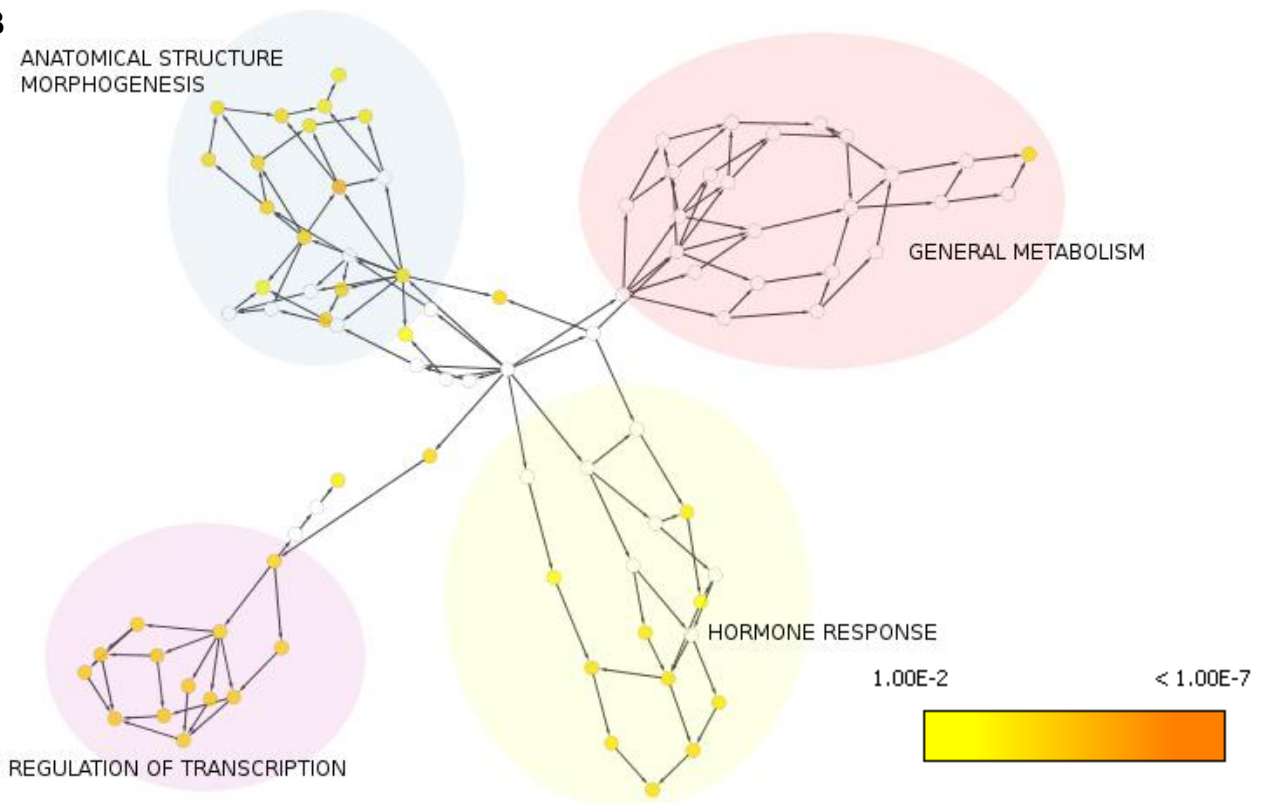 B
ANATOMICAL STRUCTURE
MORPHOGENESIS
GENERAL METABOLISM
HORMONE RESPONSE
1.00E-2
< 1.00E-7
REGULATION OF TRANSCRIPTION